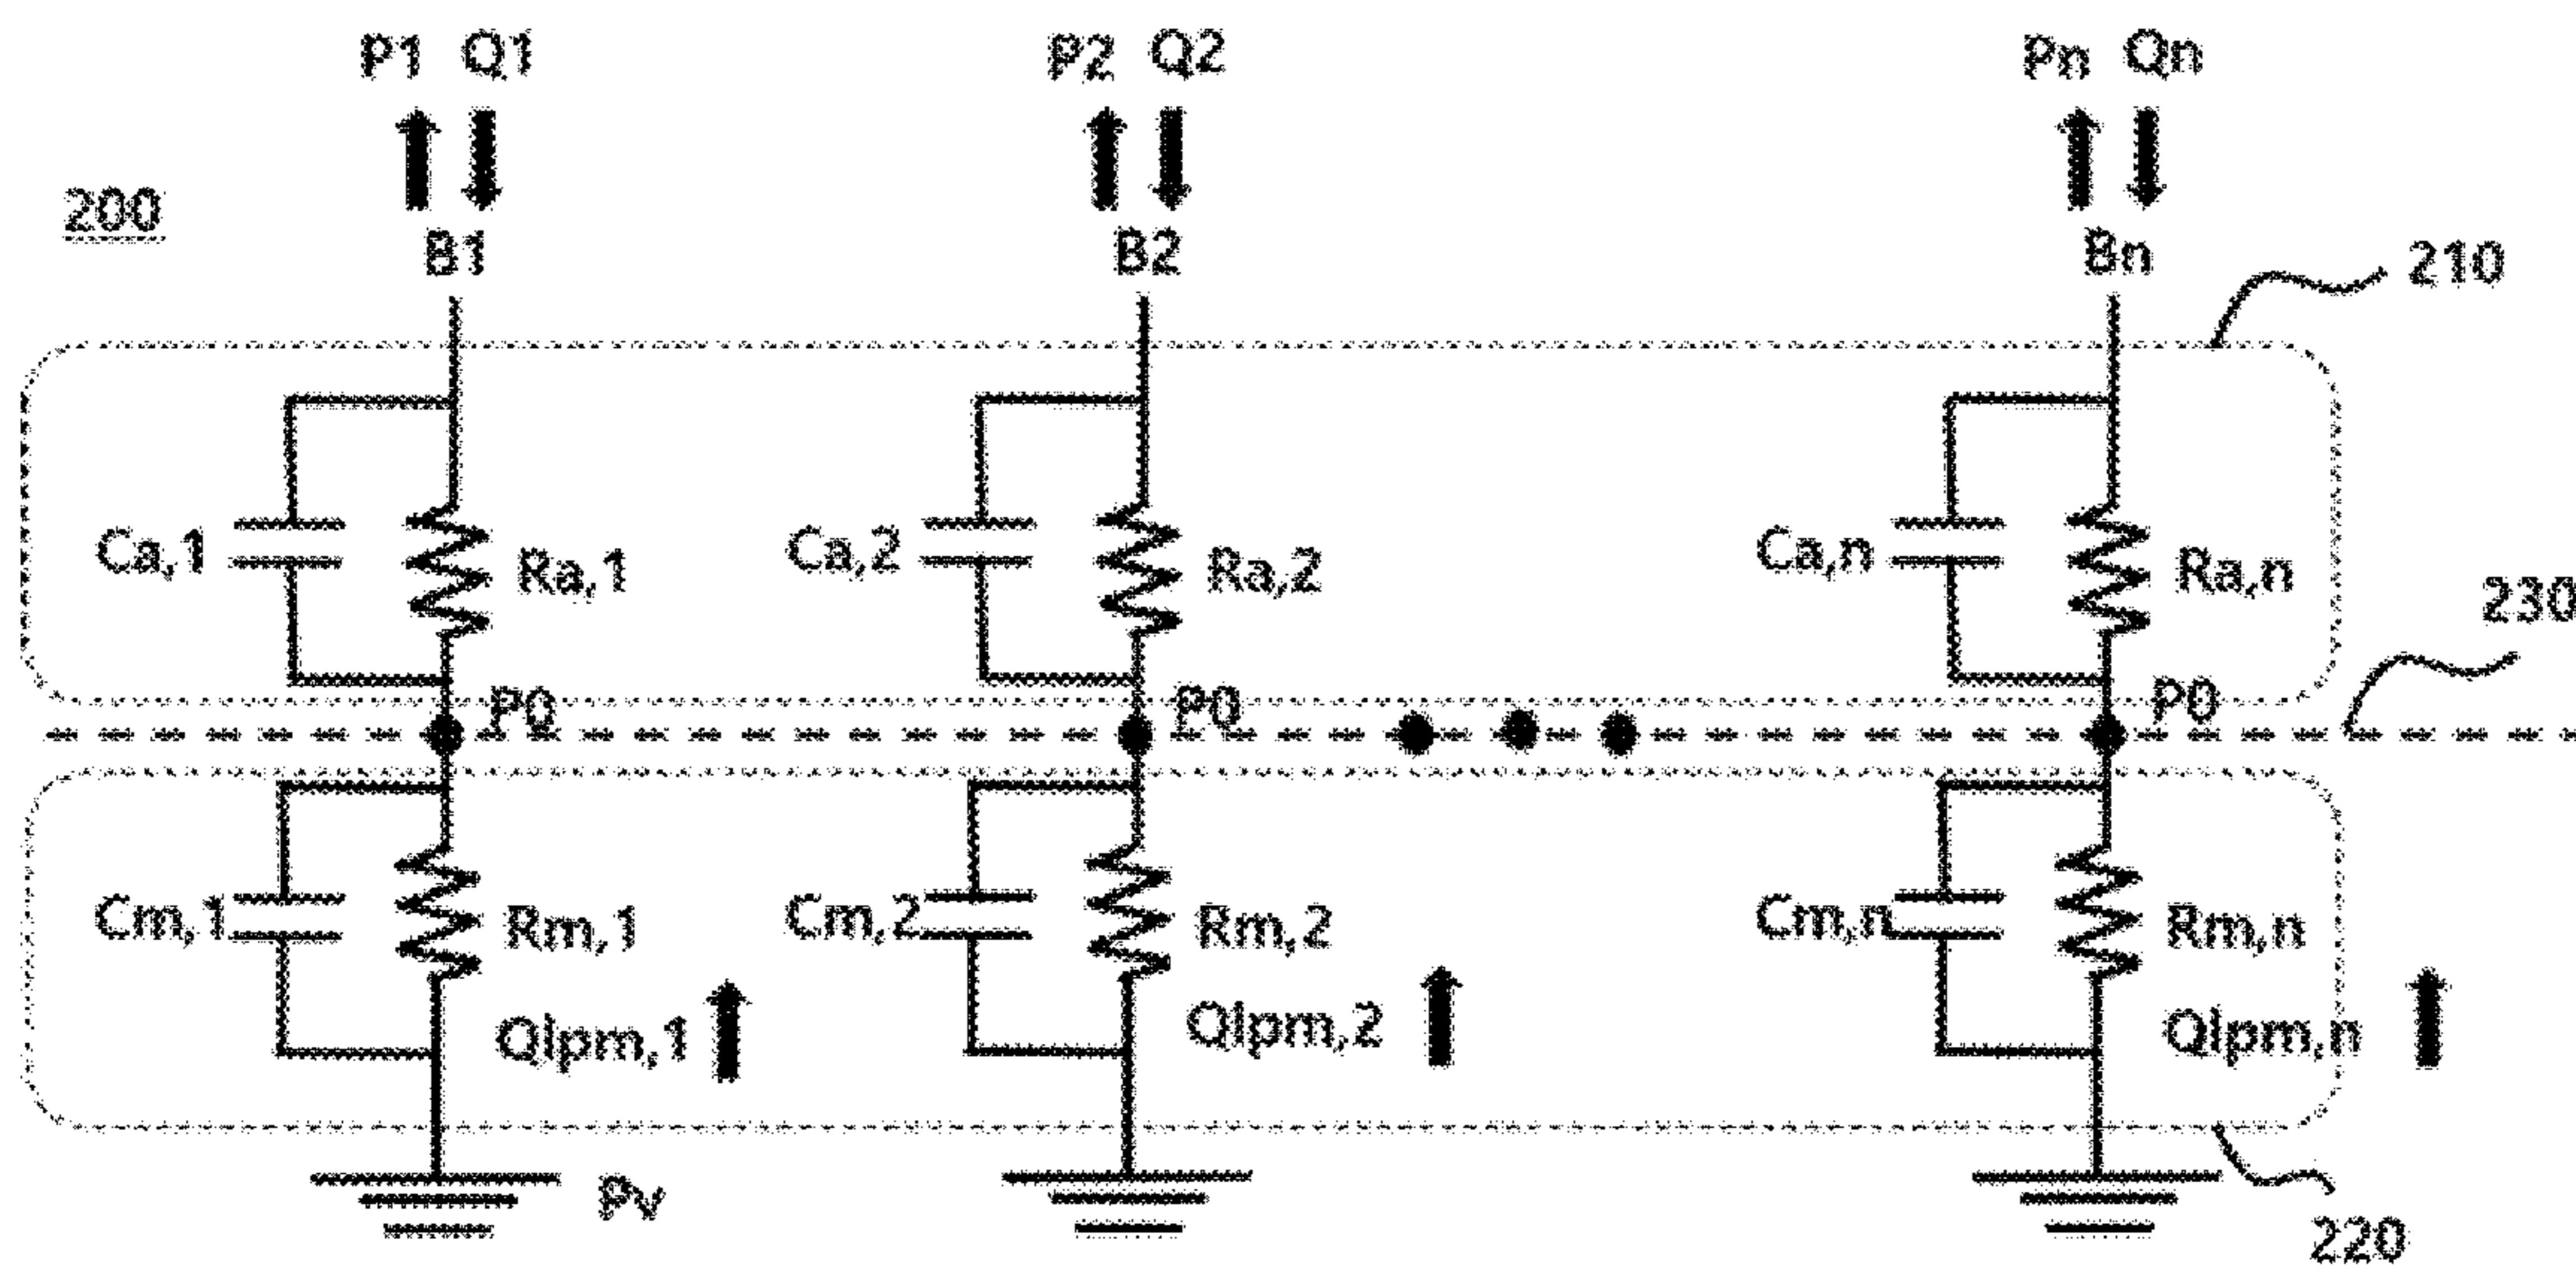 P1 Q1 P2 Q2 Pn Qn
200
B1 B2 Bn
210
Ca,1 Ra,1 Ca,2 Ra,2 Ca,n Ra,n
230
P0 P0 P0
Cm,1 Rm,1 Cm,2 Rm,2 Cm,n Rm,n
Qlpm,1 Qlpm,2 Qlpm,n
Pv
220